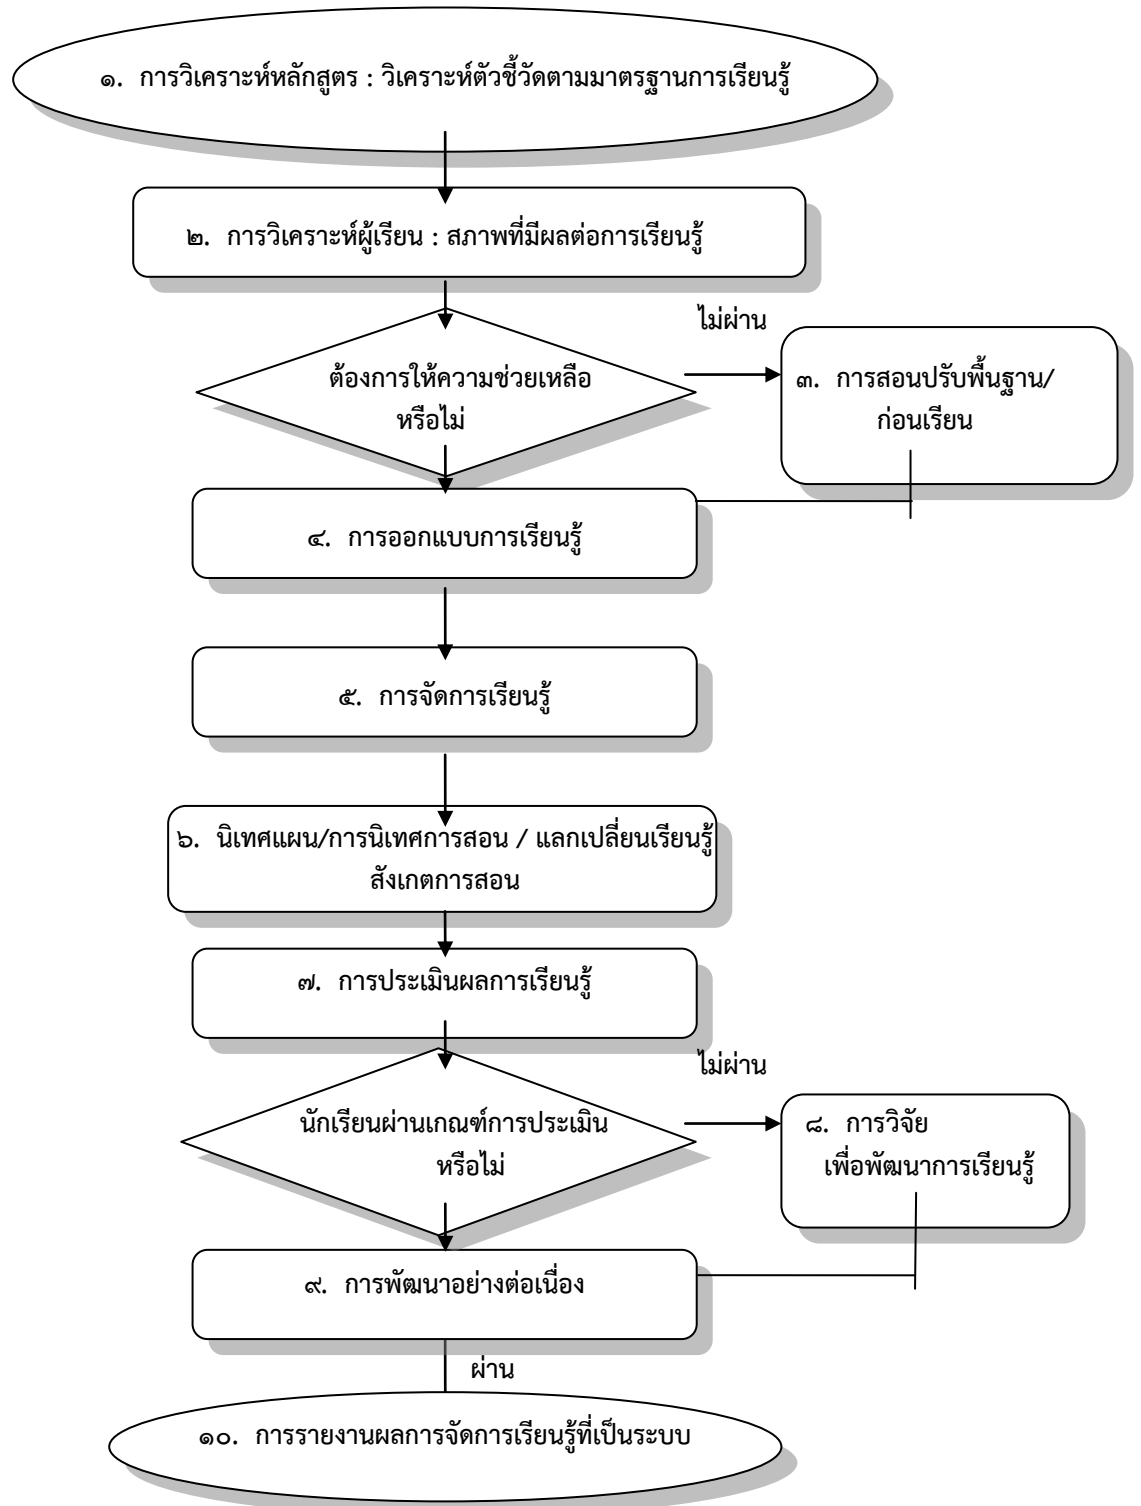 ๑. การวิเคราะห์หลักสูตร : วิเคราะห์ตัวชี้วัดตามมาตรฐานการเรียนรู้
๒. การวิเคราะห์ผู้เรียน : สภาพที่มีผลต่อการเรียนรู้
ไม่ผ่าน
ต้องการให้ความช่วยเหลือ
หรือไม่
๓. การสอนปรับพื้นฐาน/
ก่อนเรียน
๔. การออกแบบการเรียนรู้
๕. การจัดการเรียนรู้
๖. นิเทศแผน/การนิเทศการสอน / แลกเปลี่ยนเรียนรู้
สังเกตการสอน
๗. การประเมินผลการเรียนรู้
ไม่ผ่าน
นักเรียนผ่านเกณฑ์การประเมิน
หรือไม่
๘. การวิจัย
เพื่อพัฒนาการเรียนรู้
๙. การพัฒนาอย่างต่อเนื่อง
ผ่าน
๑๐. การรายงานผลการจัดการเรียนรู้ที่เป็นระบบ